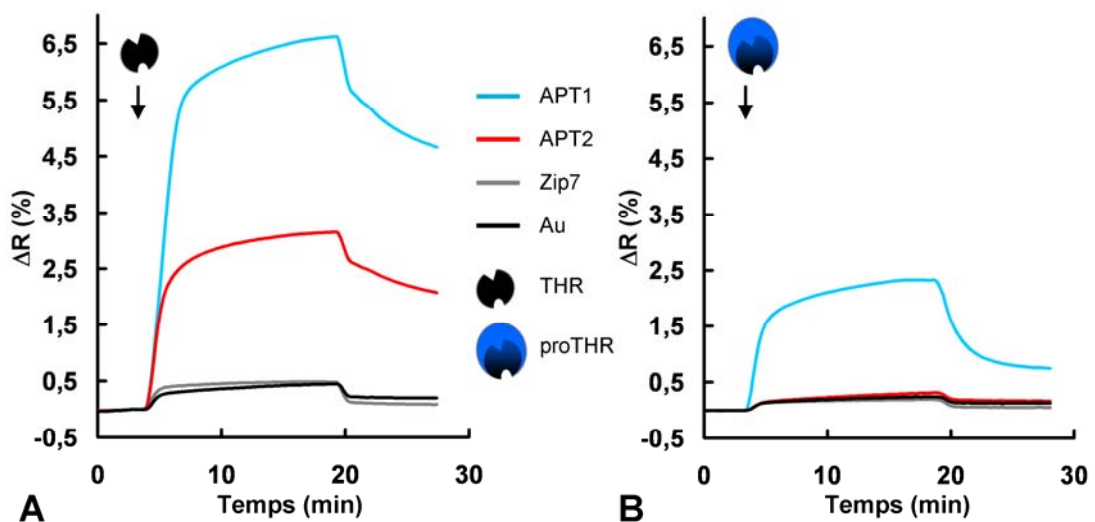 6,5
5,5
4,5
3,5
2,5
1,5
0,5
-0,5
ΔR (%)
0 10 20 30
Temps (min)
A
APT1
APT2
Zip7
Au
THR
proTHR
6,5
5,5
4,5
3,5
2,5
1,5
0,5
-0,5
ΔR (%)
0 10 20 30
Temps (min)
B